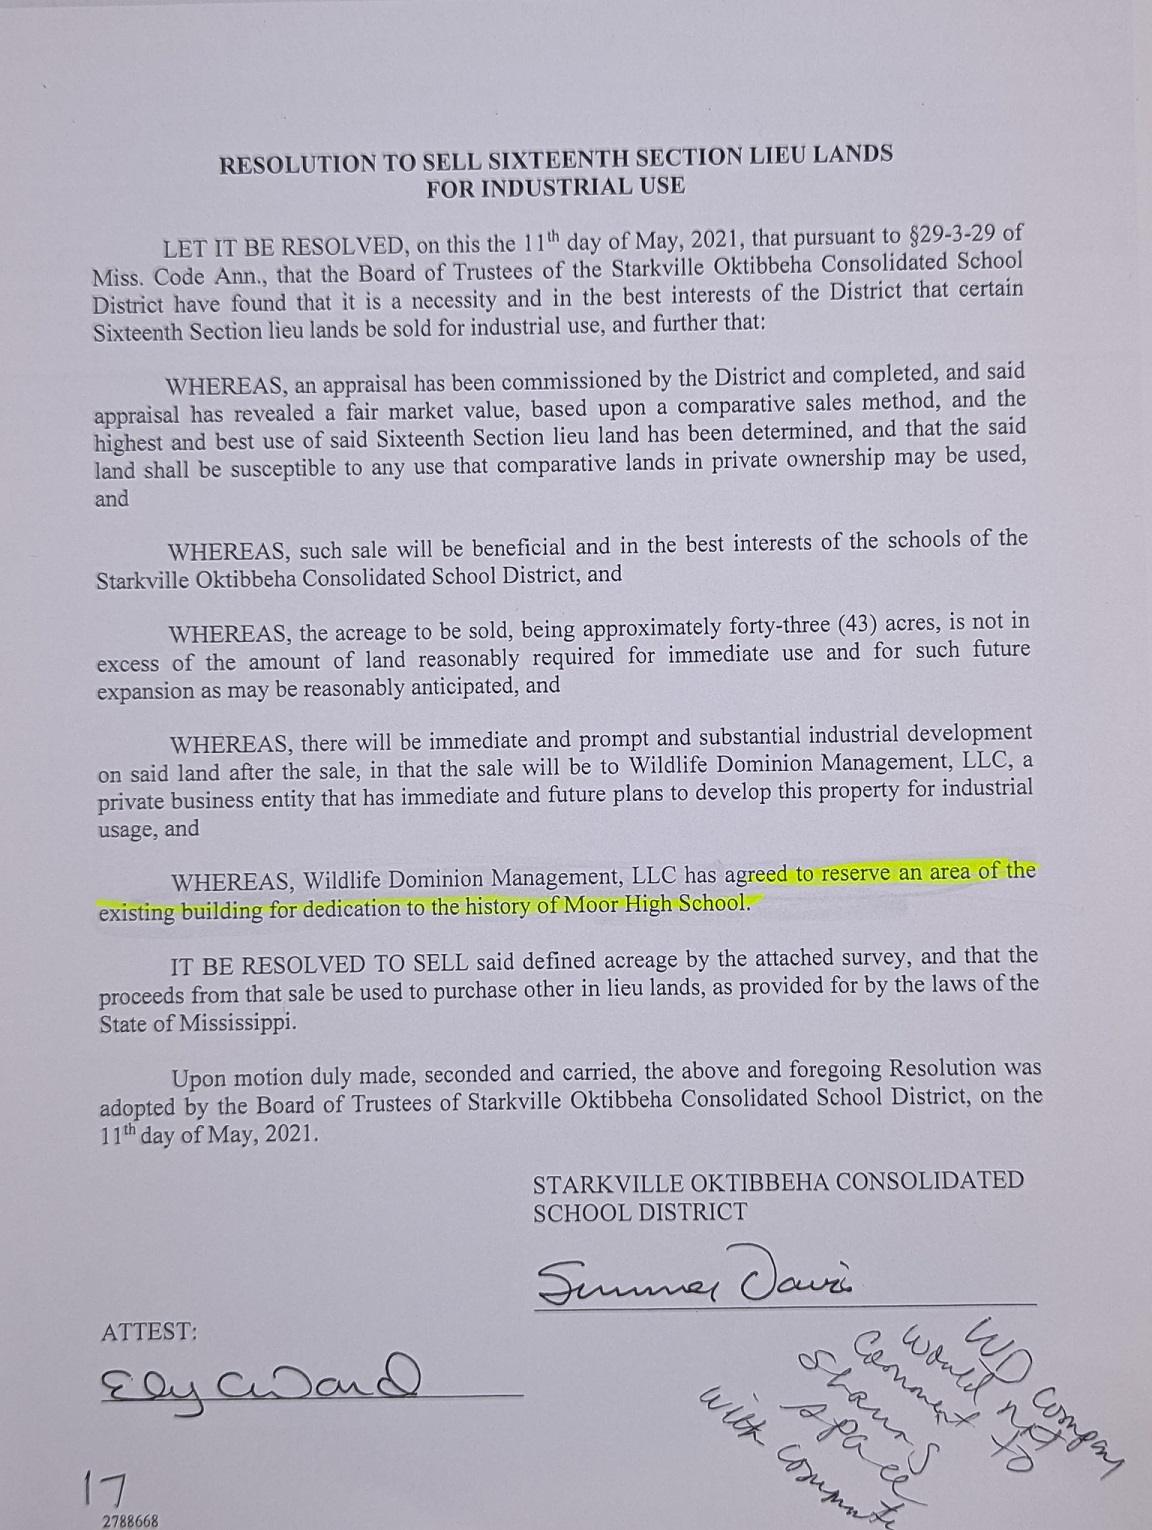 RESOLUTION TO SELL SIXTEENTH SECTION LIEU LANDS
FOR INDUSTRIAL USE
LET IT BE RESOLVED, on this the 11th day of May, 2021, that pursuant to §29-3-29 of
Miss. Code Ann., that the Board of Trustees of the Starkville Oktibbeha Consolidated School
District have found that it is a necessity and in the best interests of the District that certain
Sixteenth Section lieu lands be sold for industrial use, and further that:
WHEREAS, an appraisal has been commissioned by the District and completed, and said
appraisal has revealed a fair market value, based upon a comparative sales method, and the
highest and best use of said Sixteenth Section lieu land has been determined, and that the said
land shall be susceptible to any use that comparative lands in private ownership may be used,
and
WHEREAS, such sale will be beneficial and in the best interests of the schools of the
Starkville Oktibbeha Consolidated School District, and
WHEREAS, the acreage to be sold, being approximately forty-three (43) acres, is not in
excess of the amount of land reasonably required for immediate use and for such future
expansion as may be reasonably anticipated, and
WHEREAS, there will be immediate and prompt and substantial industrial development
on said land after the sale, in that the sale will be to Wildlife Dominion Management, LLC, a
private business entity that has immediate and future plans to develop this property for industrial
usage, and
WHEREAS, Wildlife Dominion Management, LLC has agreed to reserve an area of the
existing building for dedication to the history of Moor High School.
IT BE RESOLVED TO SELL said defined acreage by the attached survey, and that the
proceeds from that sale be used to purchase other in lieu lands, as provided for by the laws of the
State of Mississippi.
Upon motion duly made, seconded and carried, the above and foregoing Resolution was
adopted by the Board of Trustees of Starkville Oktibbeha Consolidated School District, on the
11th day of May, 2021.
STARKVILLE OKTIBBEHA CONSOLIDATED
SCHOOL DISTRICT
Summer Davis
ATTEST:
WD Company
would not
comment to
space
with
17
2788668